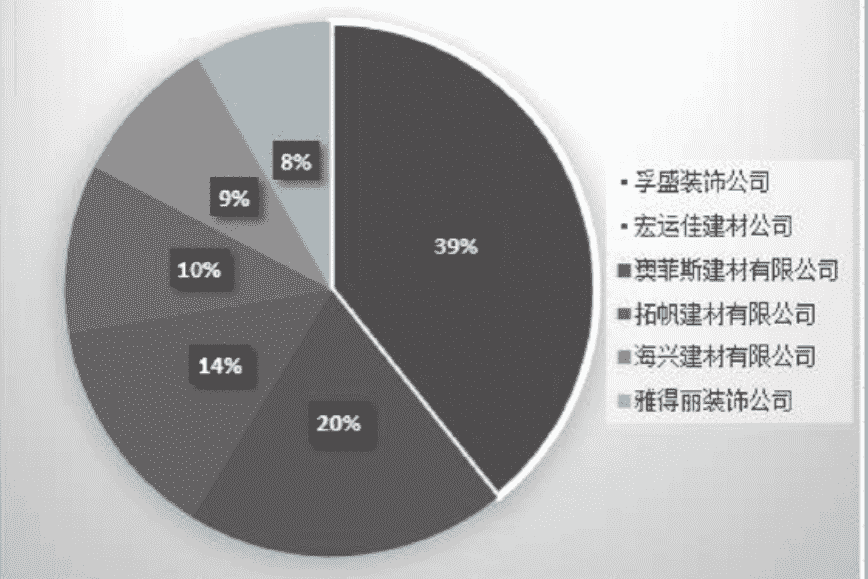 8%
9%
39%
10%
14%
20%
孚盛装饰公司
宏运佳建材公司
澳菲斯建材有限公司
拓帆建材有限公司
海兴建材有限公司
雅得丽装饰公司